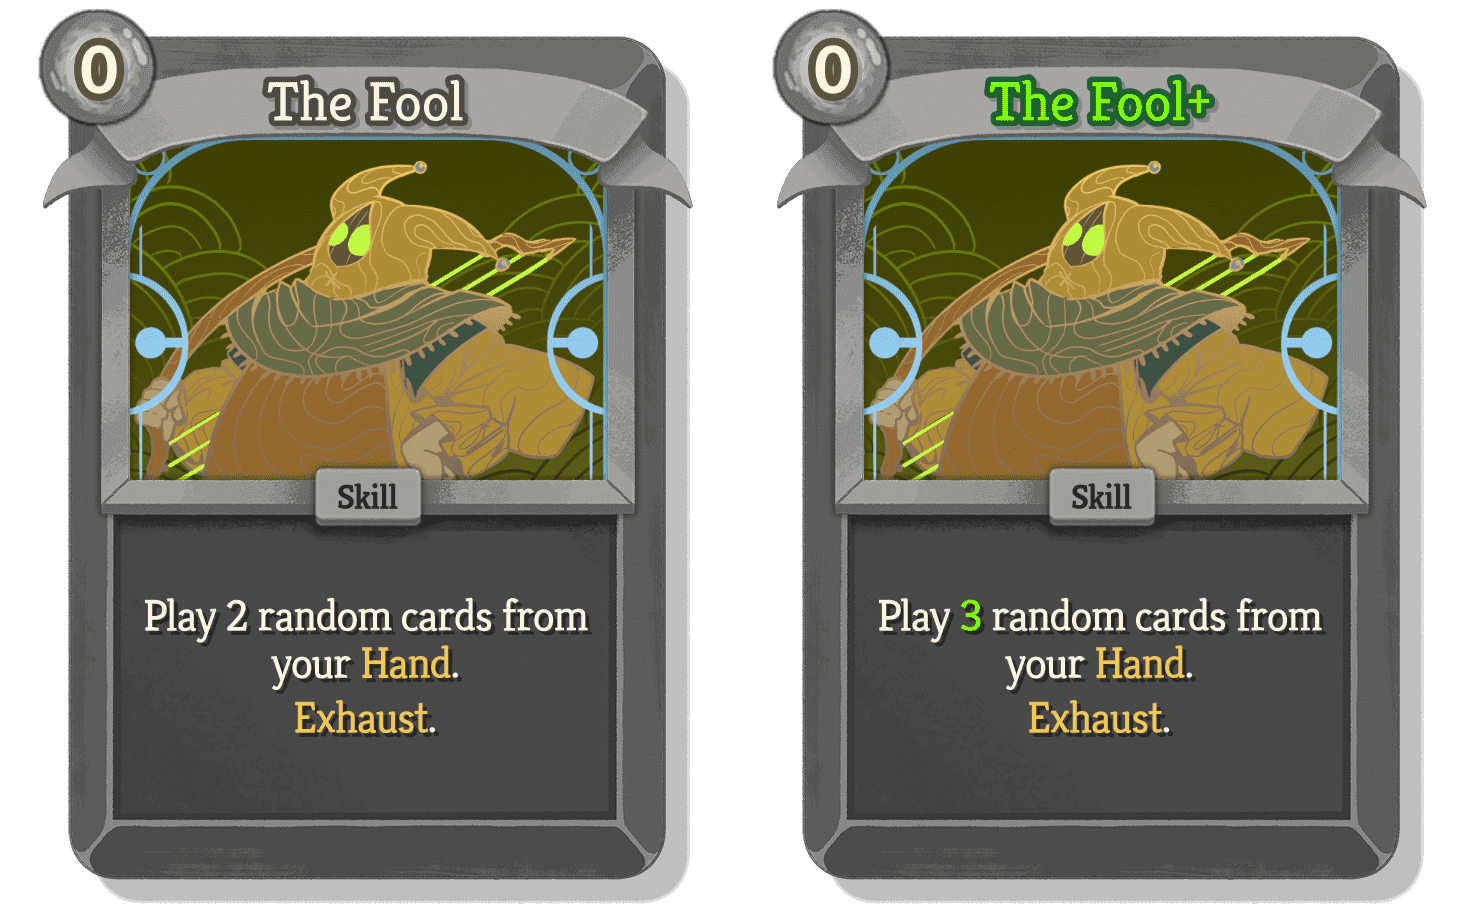 0
The Fool
Skill
Play 2 random cards from
your Hand.
Exhaust.
0
The Fool+
Skill
Play 3 random cards from
your Hand.
Exhaust.